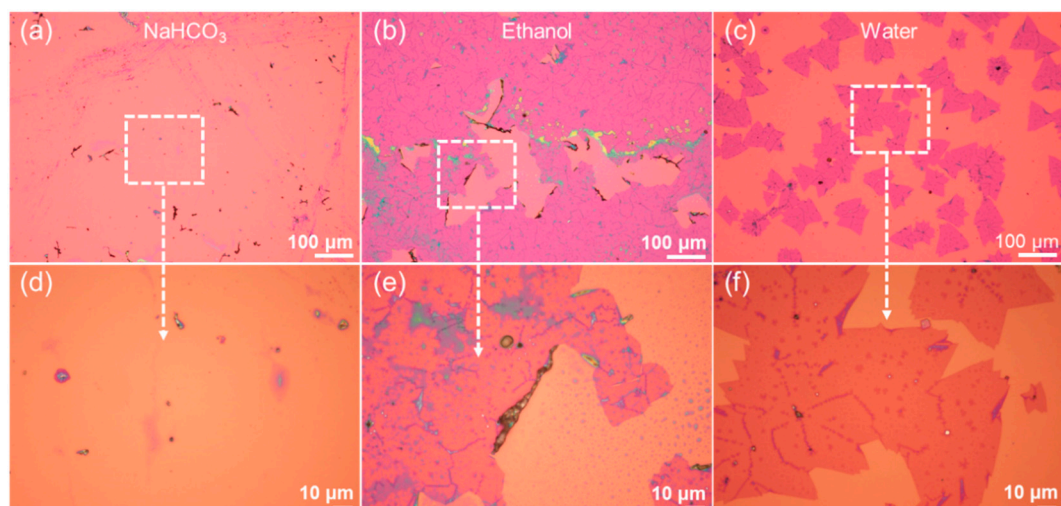 (a) NaHCO₃
100 μm
(b) Ethanol
100 μm
(c) Water
100 μm
(d)
10 μm
(e)
10 μm
(f)
10 μm